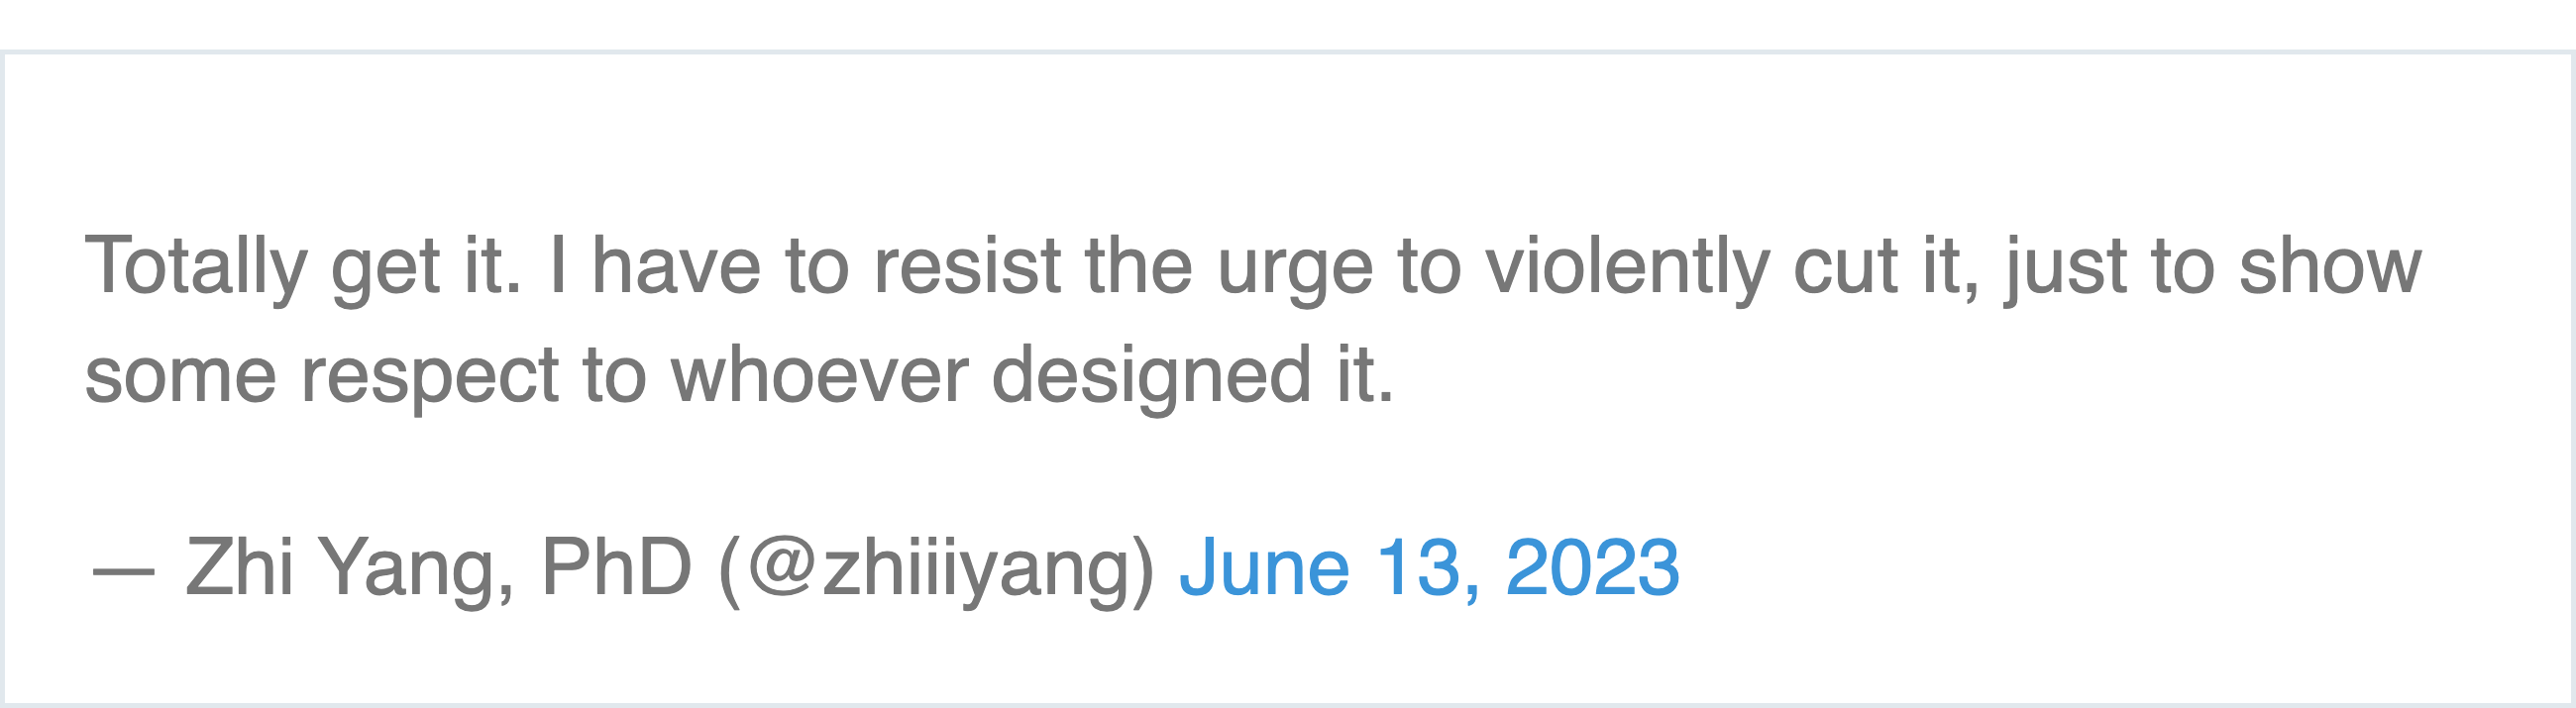 Totally get it. I have to resist the urge to violently cut it, just to show
some respect to whoever designed it.
— Zhi Yang, PhD (@zhiiiyang) June 13, 2023